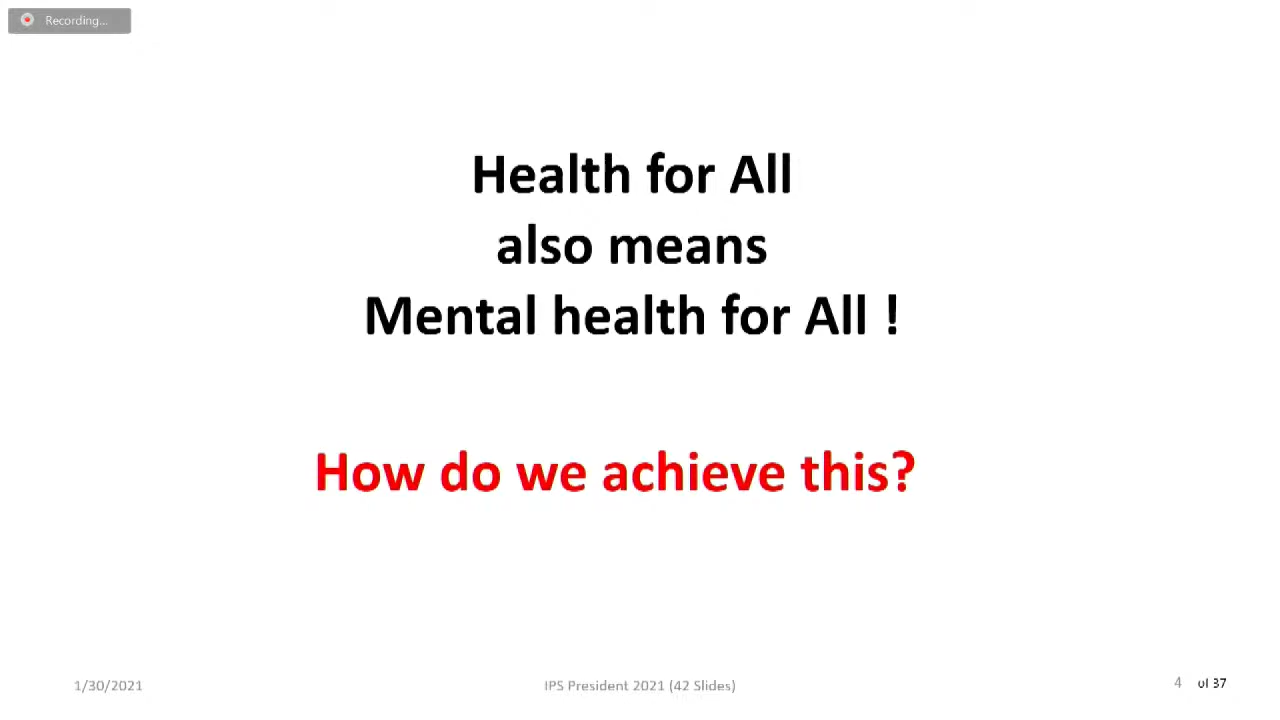 Recording...
Health for All
also means
Mental health for All !
How do we achieve this?
1/30/2021
IPS President 2021 (42 Slides)
4 of 37